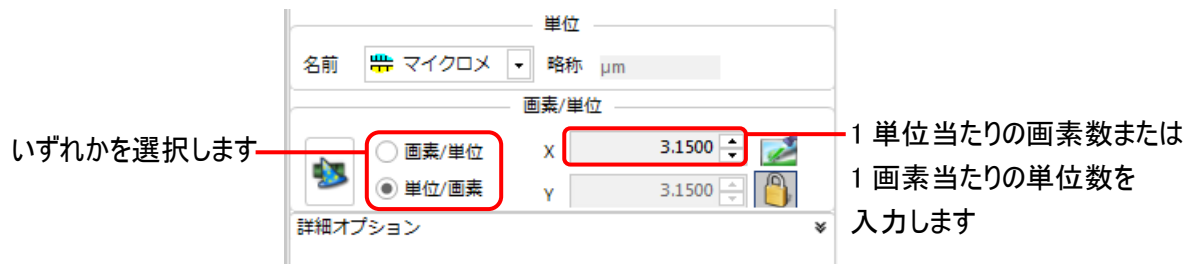 単位
名前 マイクロメ 略称 μm
画素/単位
いずれかを選択します
画素/単位 X 3.1500
単位/画素 Y 3.1500
1 単位当たりの画素数または
1 画素当たりの単位数を
入力します
詳細オプション